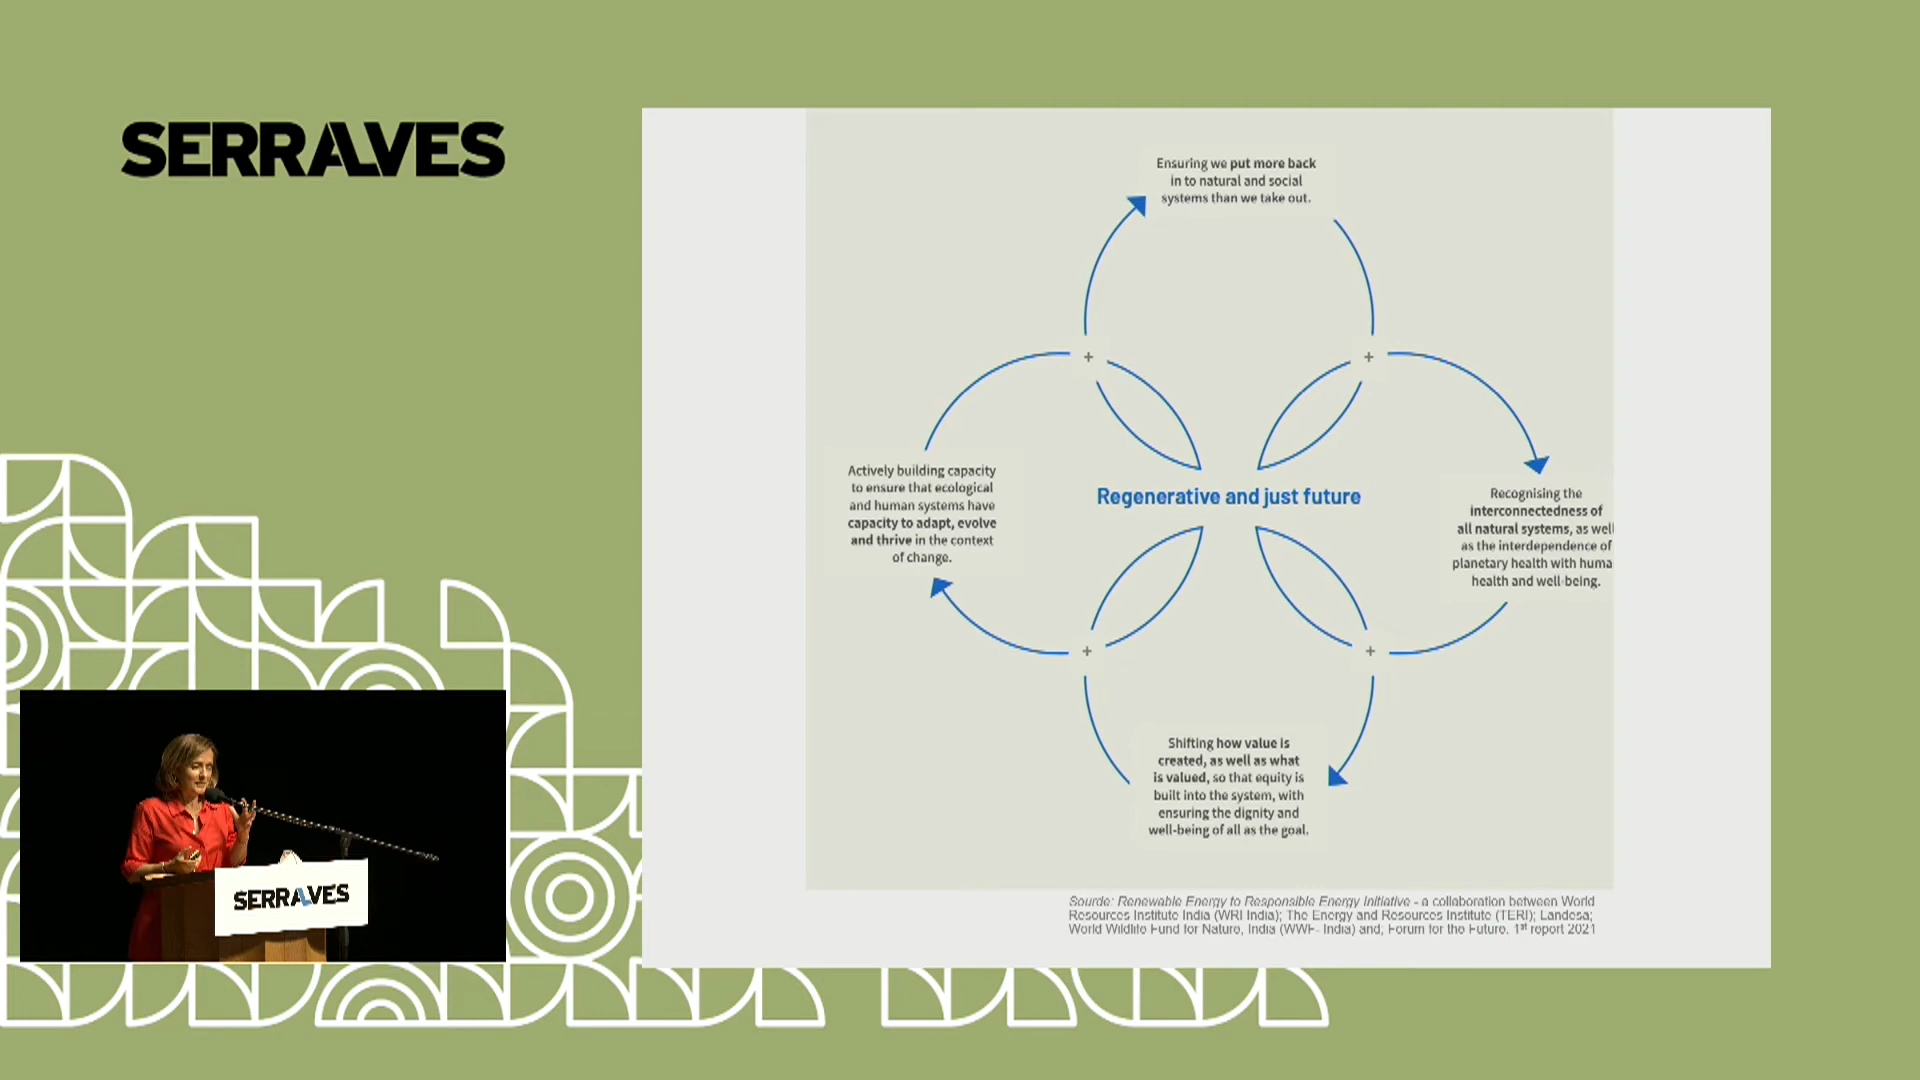 SERRALVES
Ensuring we put more back
in to natural and social
systems than we take out.
Actively building capacity
to ensure that ecological
and human systems have
capacity to adapt, evolve
and thrive in the context
of change.
Regenerative and just future
Recognising the
interconnectedness of
all natural systems, as well
as the interdependence of
planetary health with huma
health and well-being.
Shifting how value is
created, as well as what
is valued, so that equity is
built into the system, with
ensuring the dignity and
well-being of all as the goal.
Sourde: Renewable Energy to Responsible Energy Initiative - a collaboration between World
Resources Institute India (WRI India); The Energy and Resources Institute (TERI); Landesa;
World Wildlife Fund for Nature, India (WWF- India) and; Forum for the Future. 1st report 2021
SERRALVES